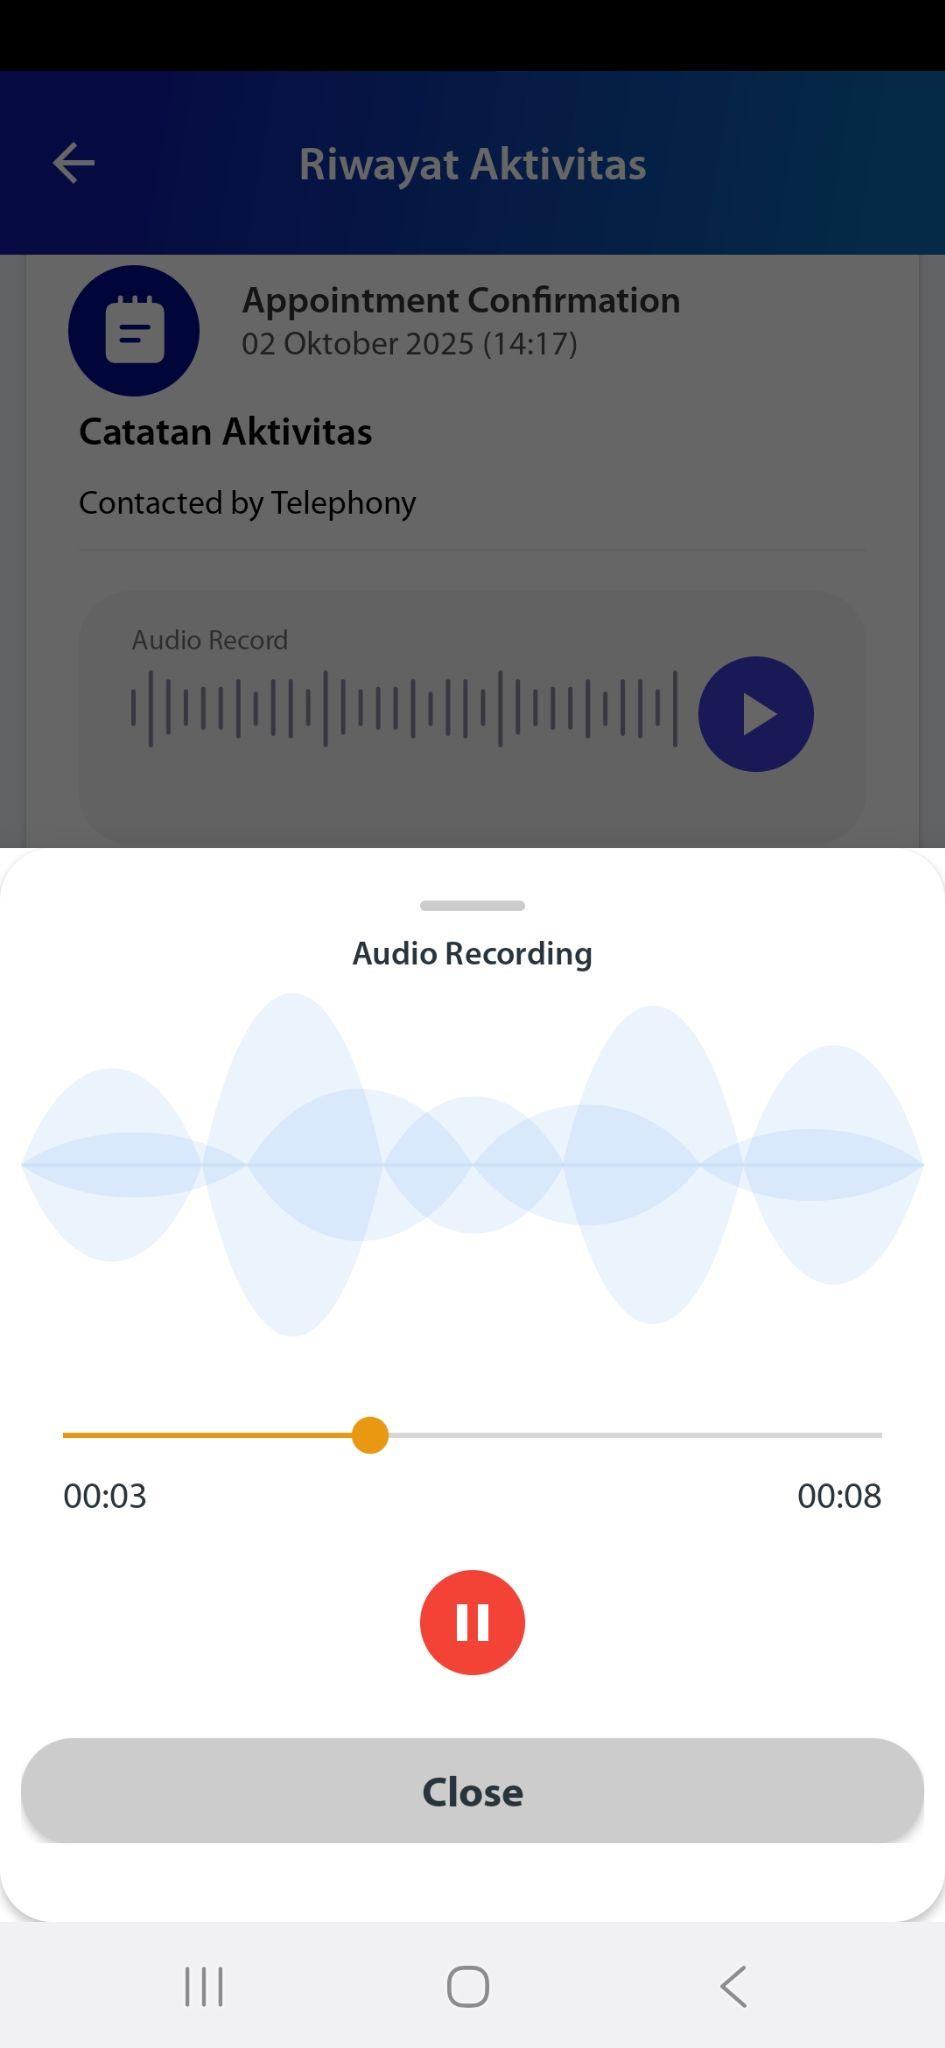 Riwayat Aktivitas
Appointment Confirmation
02 Oktober 2025 (14:17)
Catatan Aktivitas
Contacted by Telephony
Audio Record
Audio Recording
00:03
00:08
Close